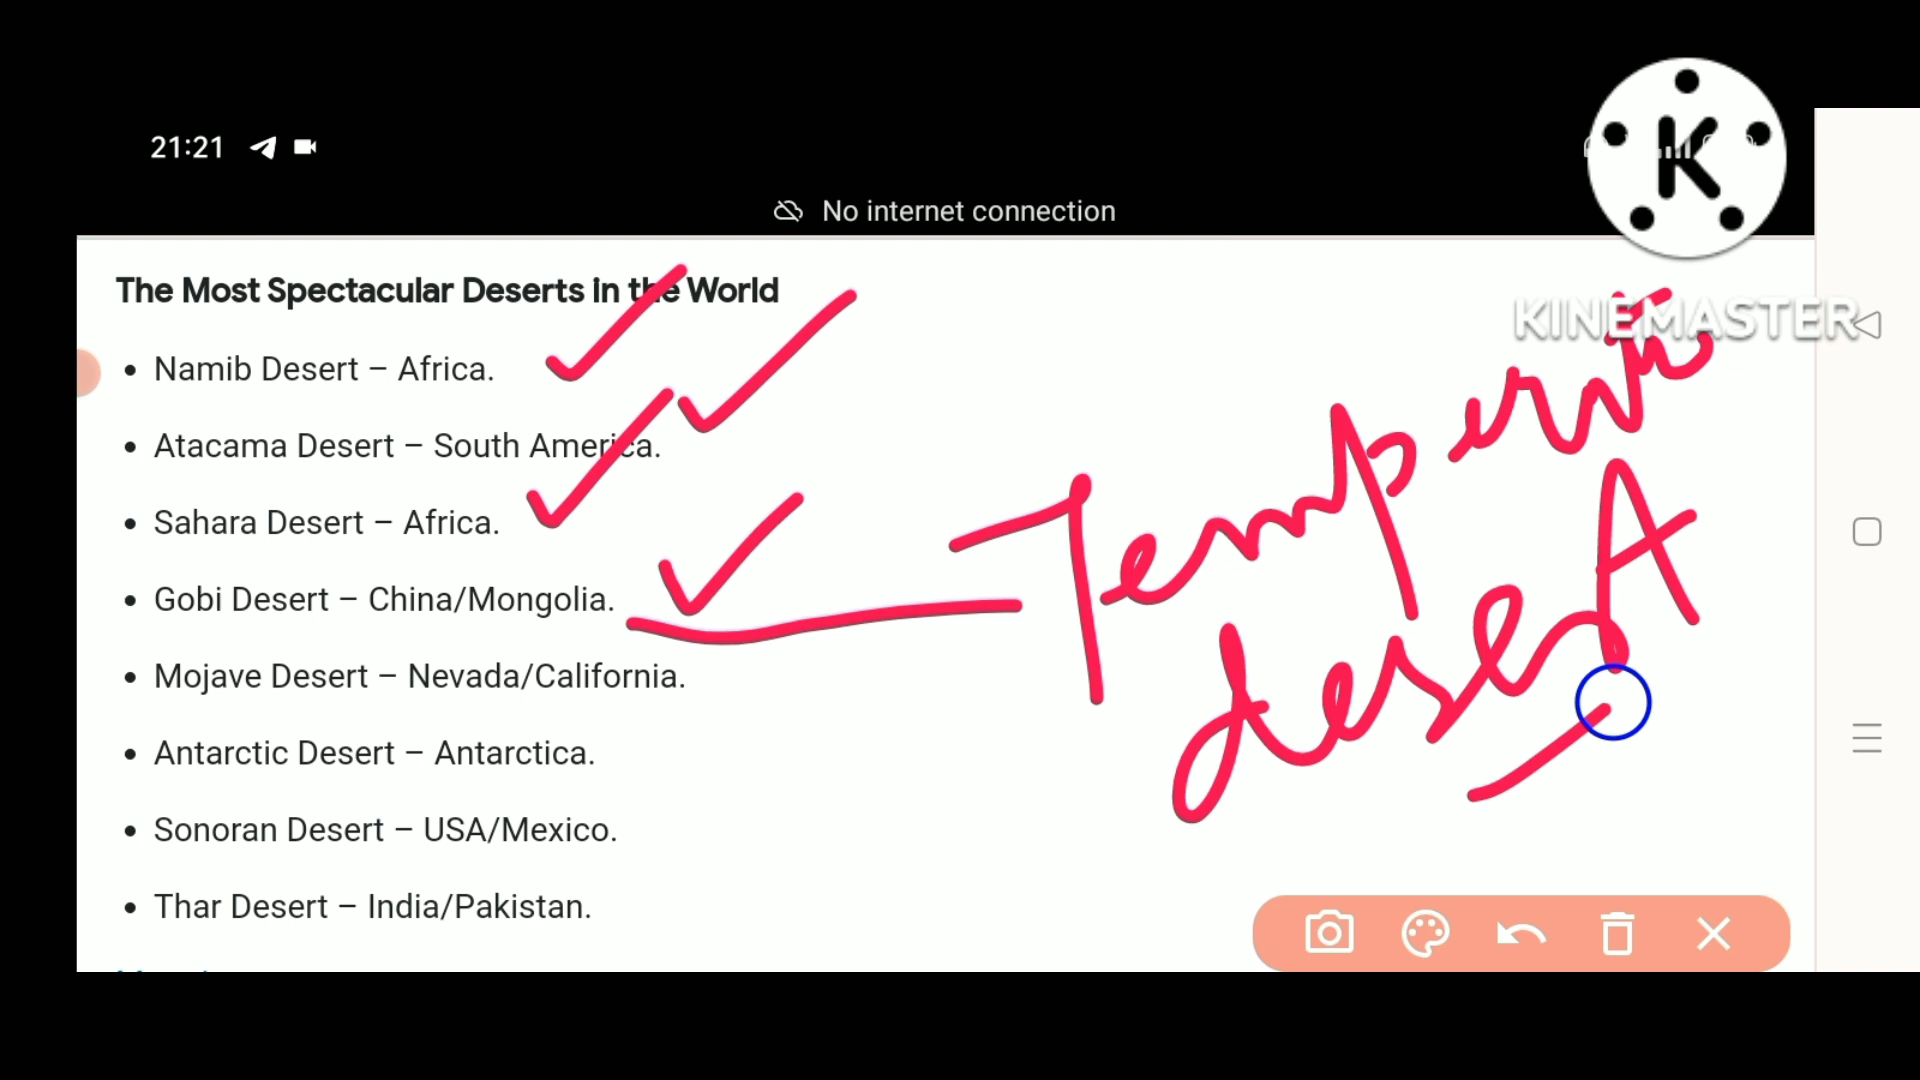 21:21
No internet connection
K
KINEMASTER
The Most Spectacular Deserts in the World
• Namib Desert – Africa.
• Atacama Desert – South America.
• Sahara Desert – Africa.
• Gobi Desert – China/Mongolia.
• Mojave Desert – Nevada/California.
• Antarctic Desert – Antarctica.
• Sonoran Desert – USA/Mexico.
• Thar Desert – India/Pakistan.
desert